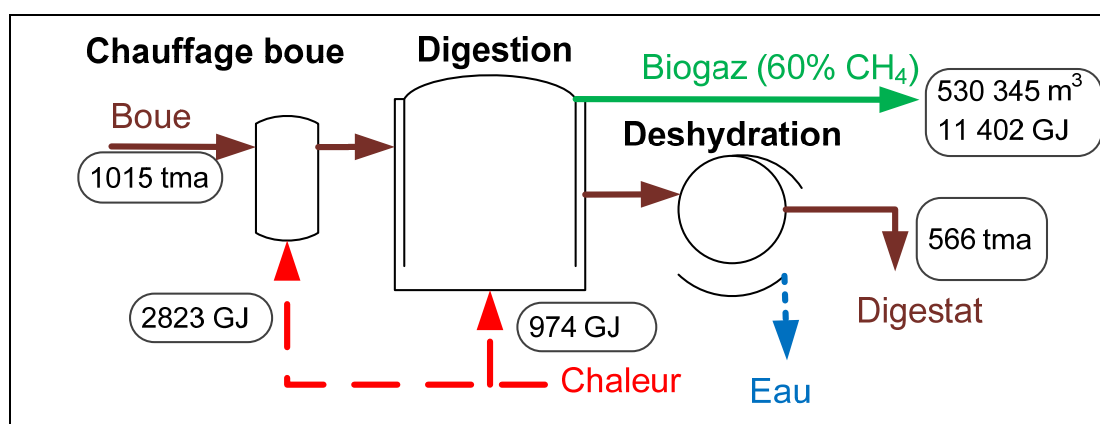 Chauffage boue
Digestion
Biogaz (60% CH₄)
530 345 m³
11 402 GJ
Boue
Deshydration
1015 tma
566 tma
2823 GJ
974 GJ
Digestat
Chaleur
Eau